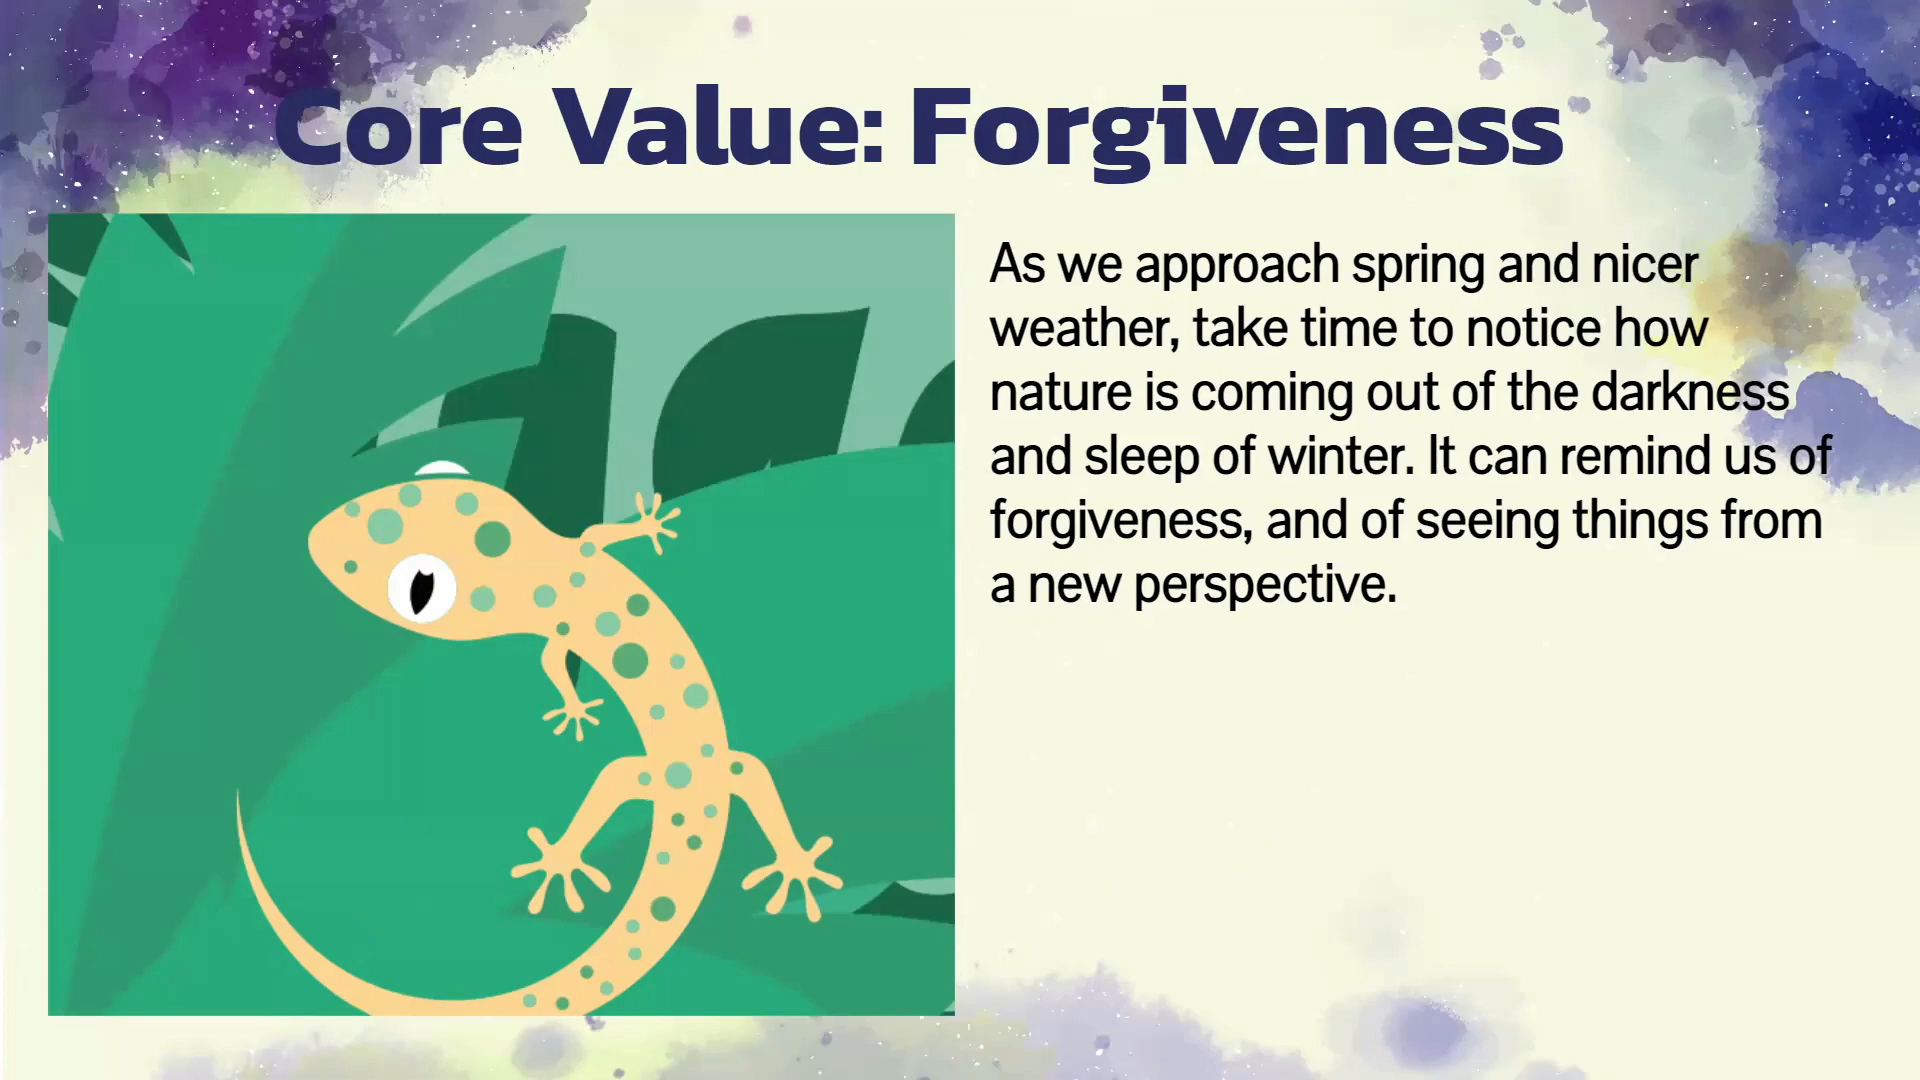 Core Value: Forgiveness
As we approach spring and nicer
weather, take time to notice how
nature is coming out of the darkness
and sleep of winter. It can remind us of
forgiveness, and of seeing things from
a new perspective.